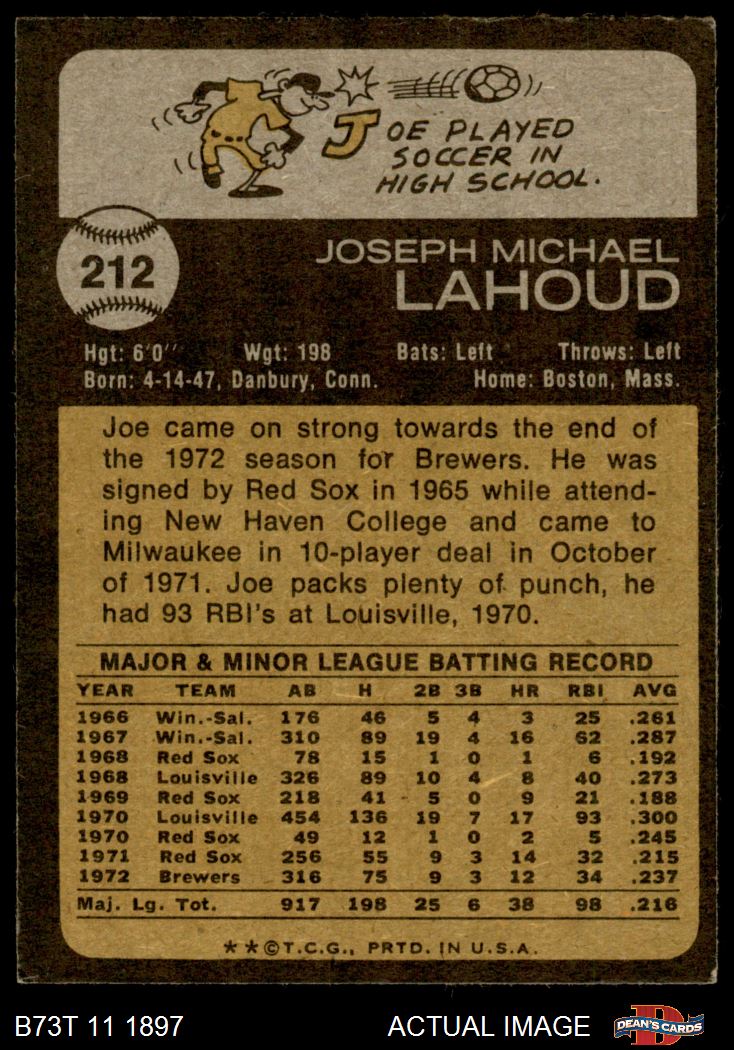 JOE PLAYED
SOCCER IN
HIGH SCHOOL.
212
JOSEPH MICHAEL
LAHOUD
Hgt: 6'0" Wgt: 198 Bats: Left Throws: Left
Born: 4-14-47, Danbury, Conn. Home: Boston, Mass.
Joe came on strong towards the end of
the 1972 season for Brewers. He was
signed by Red Sox in 1965 while attend-
ing New Haven College and came to
Milwaukee in 10-player deal in October
of 1971. Joe packs plenty of punch, he
had 93 RBI's at Louisville, 1970.
MAJOR & MINOR LEAGUE BATTING RECORD
YEAR TEAM AB H 2B 3B HR RBI AVG
1966 Win.-Sal. 176 46 5 4 3 25 .261
1967 Win.-Sal. 310 89 19 4 16 62 .287
1968 Red Sox 78 15 1 0 1 6 .192
1968 Louisville 326 89 10 4 8 40 .273
1969 Red Sox 218 41 5 0 9 21 .188
1970 Louisville 454 136 19 7 17 93 .300
1970 Red Sox 49 12 1 0 2 5 .245
1971 Red Sox 256 55 9 3 14 32 .215
1972 Brewers 316 75 9 3 12 34 .237
Maj. Lg. Tot. 917 198 25 6 38 98 .216
**©T.C.G., PRTD. IN U.S.A.
B73T 11 1897 ACTUAL IMAGE D DEAN'S CARDS